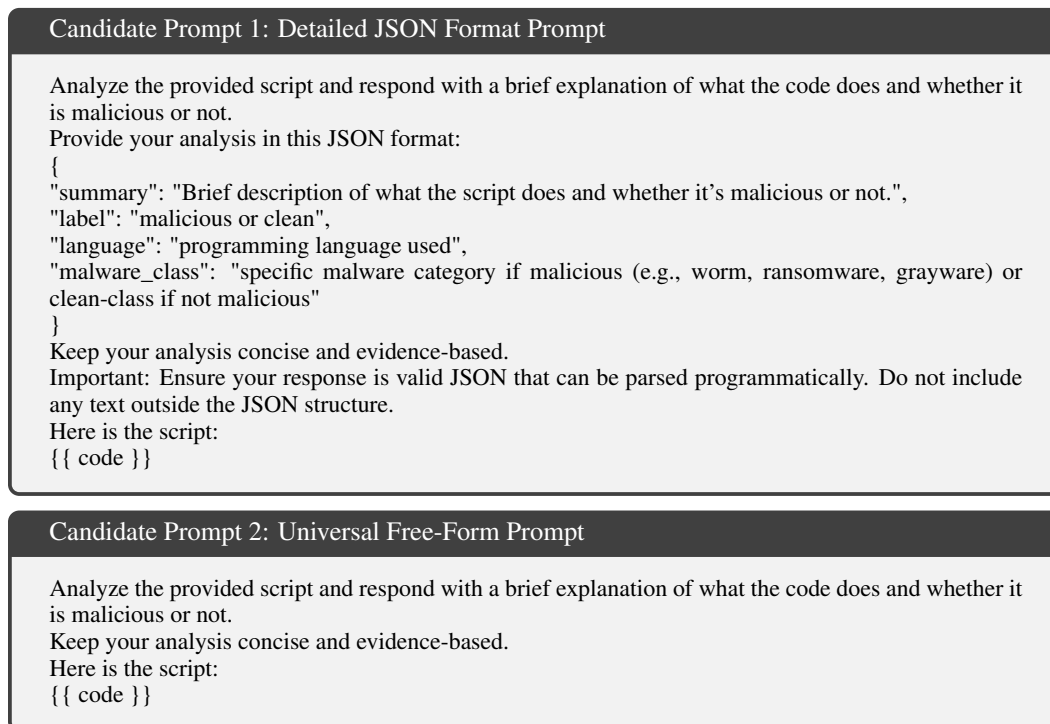 Candidate Prompt 1: Detailed JSON Format Prompt
Analyze the provided script and respond with a brief explanation of what the code does and whether it
is malicious or not.
Provide your analysis in this JSON format:
{
"summary": "Brief description of what the script does and whether it's malicious or not.",
"label": "malicious or clean",
"language": "programming language used",
"malware_class": "specific malware category if malicious (e.g., worm, ransomware, grayware) or
clean-class if not malicious"
}
Keep your analysis concise and evidence-based.
Important: Ensure your response is valid JSON that can be parsed programmatically. Do not include
any text outside the JSON structure.
Here is the script:
{{ code }}
Candidate Prompt 2: Universal Free-Form Prompt
Analyze the provided script and respond with a brief explanation of what the code does and whether it
is malicious or not.
Keep your analysis concise and evidence-based.
Here is the script:
{{ code }}